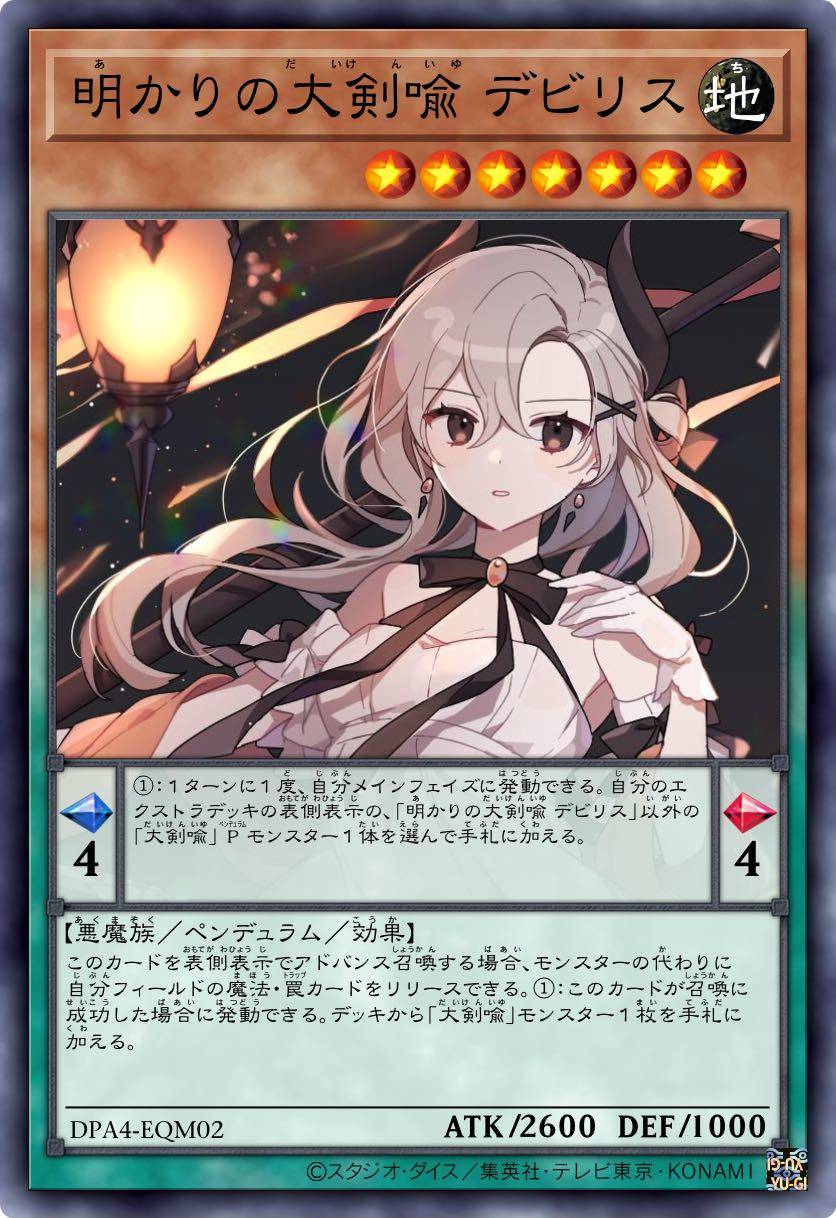 明かりの大剣喩 デビリス
地
①:1ターンに1度、自分メインフェイズに発動できる。自分のエ
クストラデッキの表側表示の、「明かりの大剣喩 デビリス」以外の
「大剣喩」Pモンスター1体を選んで手札に加える。
4
4
【悪魔族/ペンデュラム/効果】
このカードを表側表示でアドバンス召喚する場合、モンスターの代わりに
自分フィールドの魔法・罠カードをリリースできる。①:このカードが召喚に
成功した場合に発動できる。デッキから「大剣喩」モンスター1枚を手札に
加える。
DPA4-EQM02
ATK/2600 DEF/1000
©スタジオ・ダイス/集英社・テレビ東京・KONAMI
YU-GI